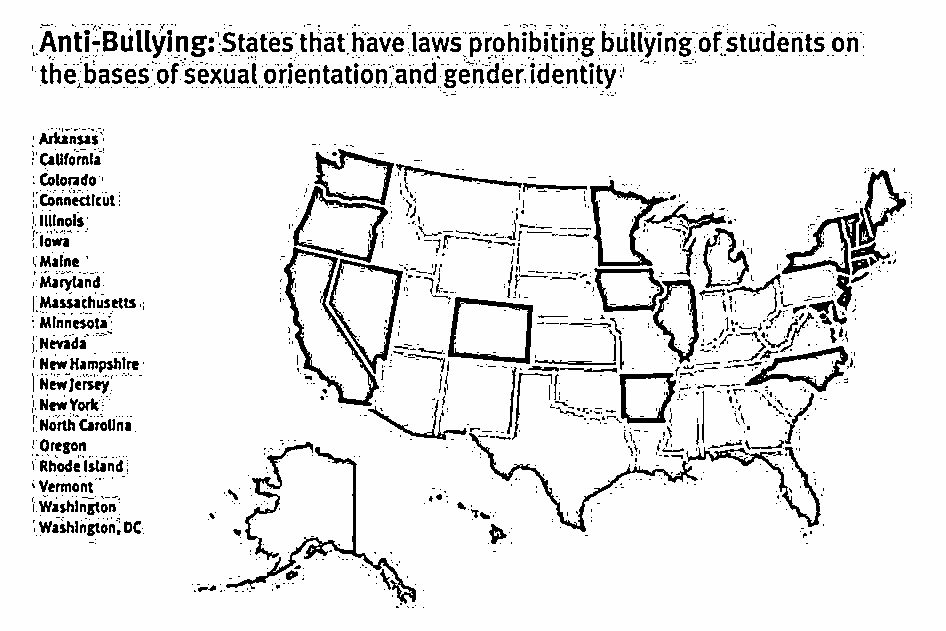 Anti-Bullying: States that have laws prohibiting bullying of students on
the bases of sexual orientation and gender identity
Arkansas
California
Colorado
Connecticut
Illinois
Iowa
Maine
Maryland
Massachusetts
Minnesota
Nevada
New Hampshire
New Jersey
New York
North Carolina
Oregon
Rhode Island
Vermont
Washington
Washington, DC